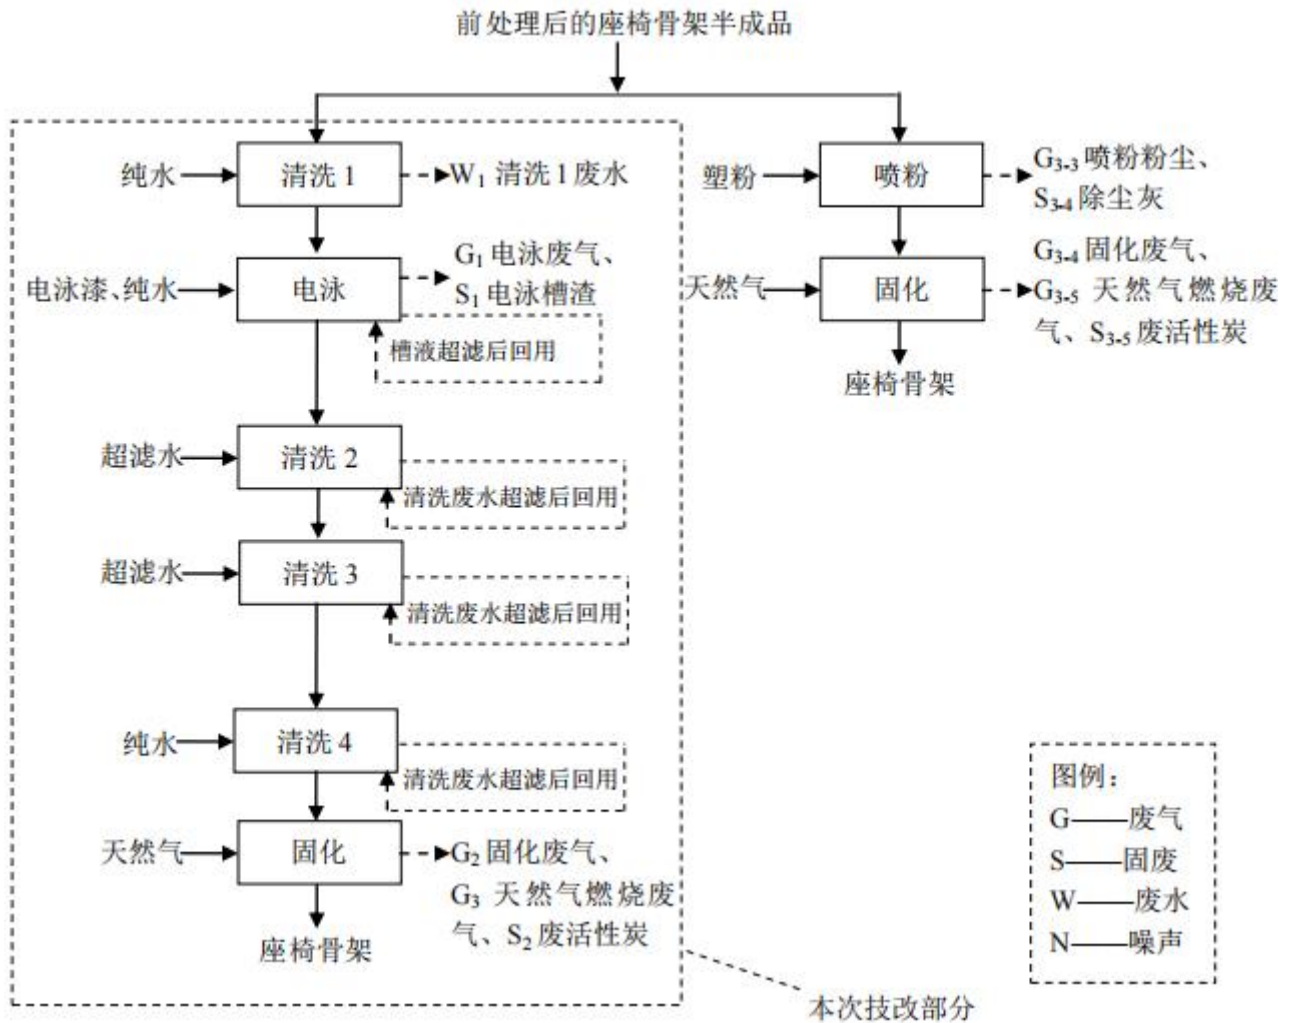 前处理后的座椅骨架半成品
纯水
清洗 1
W₁ 清洗 1 废水
电泳漆、纯水
电泳
G₁ 电泳废气、
S₁ 电泳槽渣
槽液超滤后回用
超滤水
清洗 2
清洗废水超滤后回用
超滤水
清洗 3
清洗废水超滤后回用
纯水
清洗 4
清洗废水超滤后回用
天然气
固化
G₂ 固化废气、
G₃ 天然气燃烧废
气、S₂ 废活性炭
座椅骨架
塑粉
喷粉
G₃₋₃ 喷粉粉尘、
S₃₋₄ 除尘灰
天然气
固化
G₃₋₄ 固化废气、
G₃₋₅ 天然气燃烧废
气、S₃₋₅ 废活性炭
座椅骨架
图例：
G——废气
S——固废
W——废水
N——噪声
本次技改部分